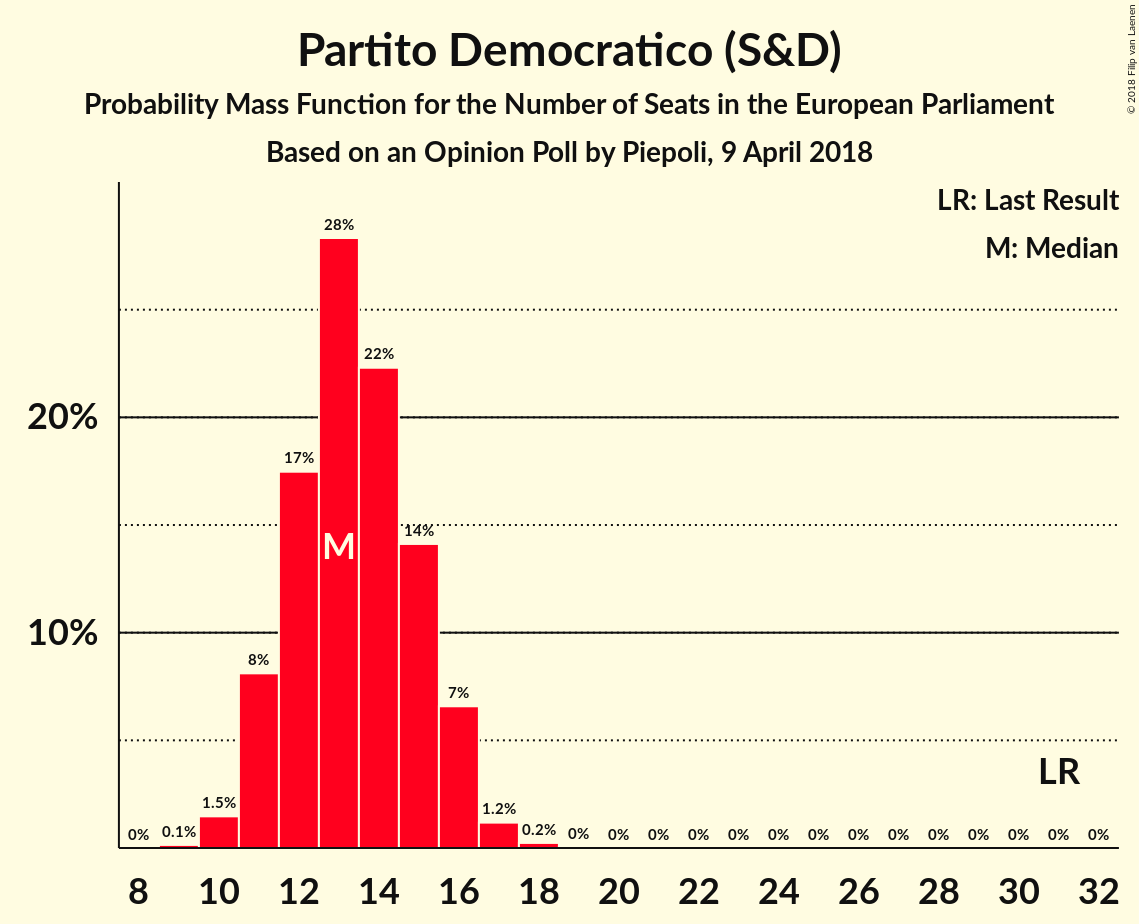 Partito Democratico (S&D)
Probability Mass Function for the Number of Seats in the European Parliament
Based on an Opinion Poll by Piepoli, 9 April 2018
© 2018 Filip van Laenen
LR: Last Result
M: Median
28%
22%
20%
17%
14%
M
10%
8%
7%
LR
1.5%
1.2%
0%
0.1%
0.2%
0% 0% 0% 0% 0% 0% 0% 0% 0% 0% 0% 0% 0% 0%
8 10 12 14 16 18 20 22 24 26 28 30 32